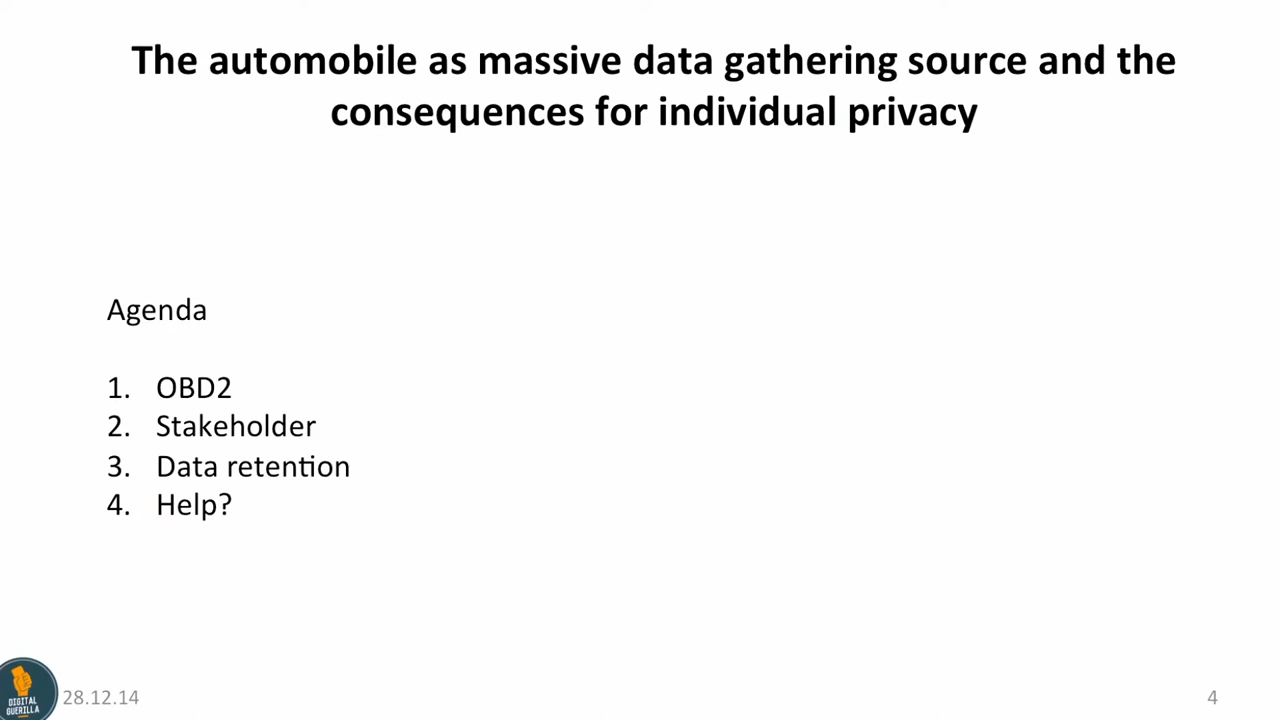 The automobile as massive data gathering source and the
consequences for individual privacy
Agenda
1. OBD2
2. Stakeholder
3. Data retention
4. Help?
DIGITAL
GUERILLA
28.12.14
4